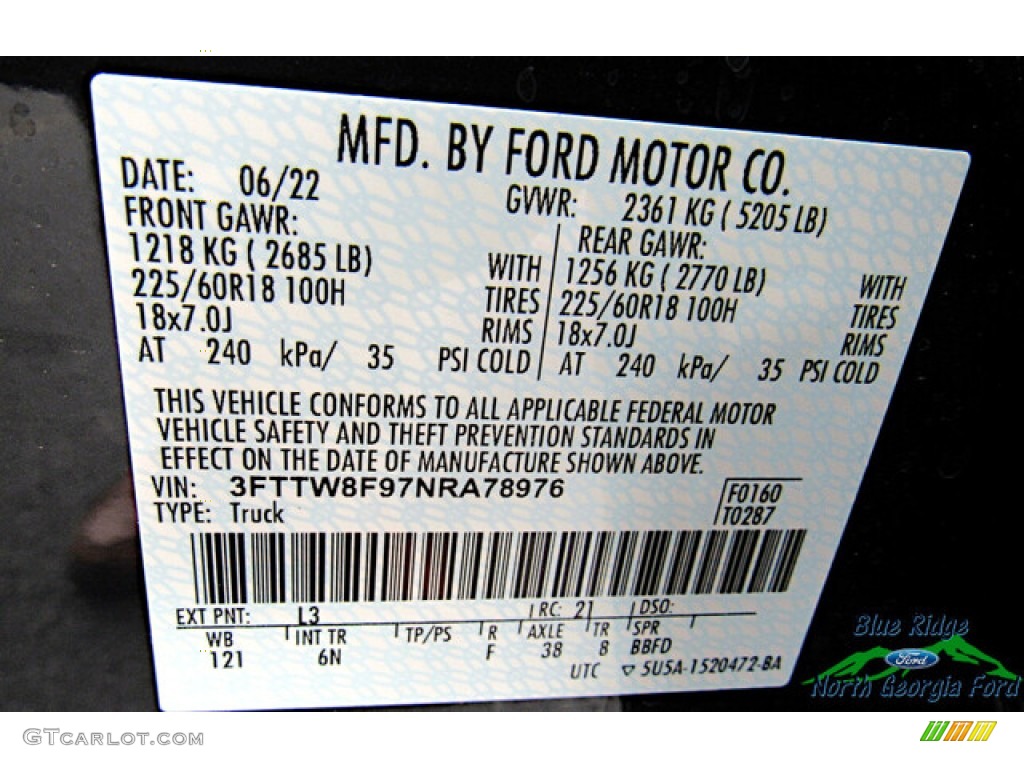 MFD. BY FORD MOTOR CO.
DATE: 06/22 GVWR: 2361 KG ( 5205 LB)
FRONT GAWR: REAR GAWR:
1218 KG ( 2685 LB) WITH 1256 KG ( 2770 LB) WITH
225/60R18 100H TIRES 225/60R18 100H TIRES
18x7.0J RIMS 18x7.0J RIMS
AT 240 kPa/ 35 PSI COLD AT 240 kPa/ 35 PSI COLD
THIS VEHICLE CONFORMS TO ALL APPLICABLE FEDERAL MOTOR
VEHICLE SAFETY AND THEFT PREVENTION STANDARDS IN
EFFECT ON THE DATE OF MANUFACTURE SHOWN ABOVE.
VIN: 3FTTW8F97NRA78976 F0160
TYPE: Truck T0287
EXT PNT: L3 RC: 21 DSO:
WB INT TR TP/PS R AXLE TR SPR
121 6N F 38 8 BBFD
UTC ▽ 5U5A-1520472-BA
Blue Ridge
Ford
North Georgia Ford
GTCARLOT.COM